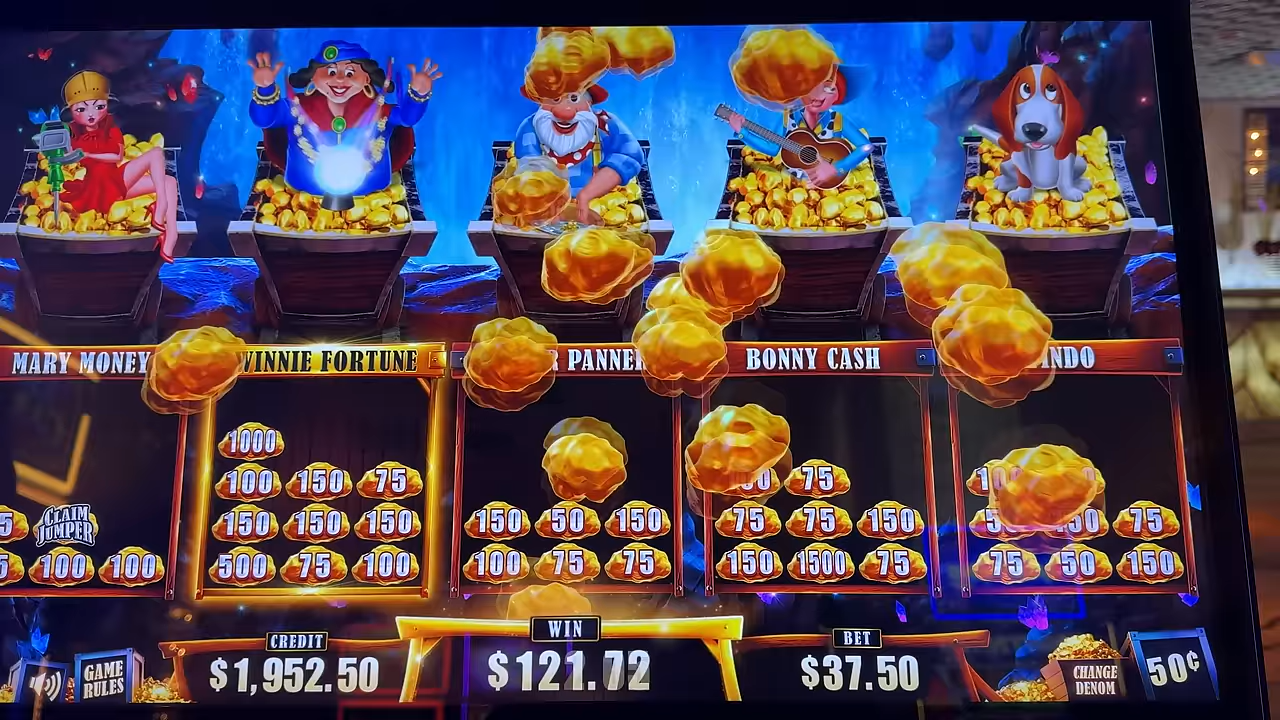 MARY MONEY
WINNIE FORTUNE
PANNER
BONNY CASH
1000
100 150 75
150 150 150
500 75 100
CLAIM
JUMPER
100 100
150 50 150
100 75 75
75
75 75 150
150 1500 75
75
75 50 150
CREDIT
$1,952.50
WIN
$121.72
BET
$37.50
GAME
RULES
CHANGE
DENOM
50¢